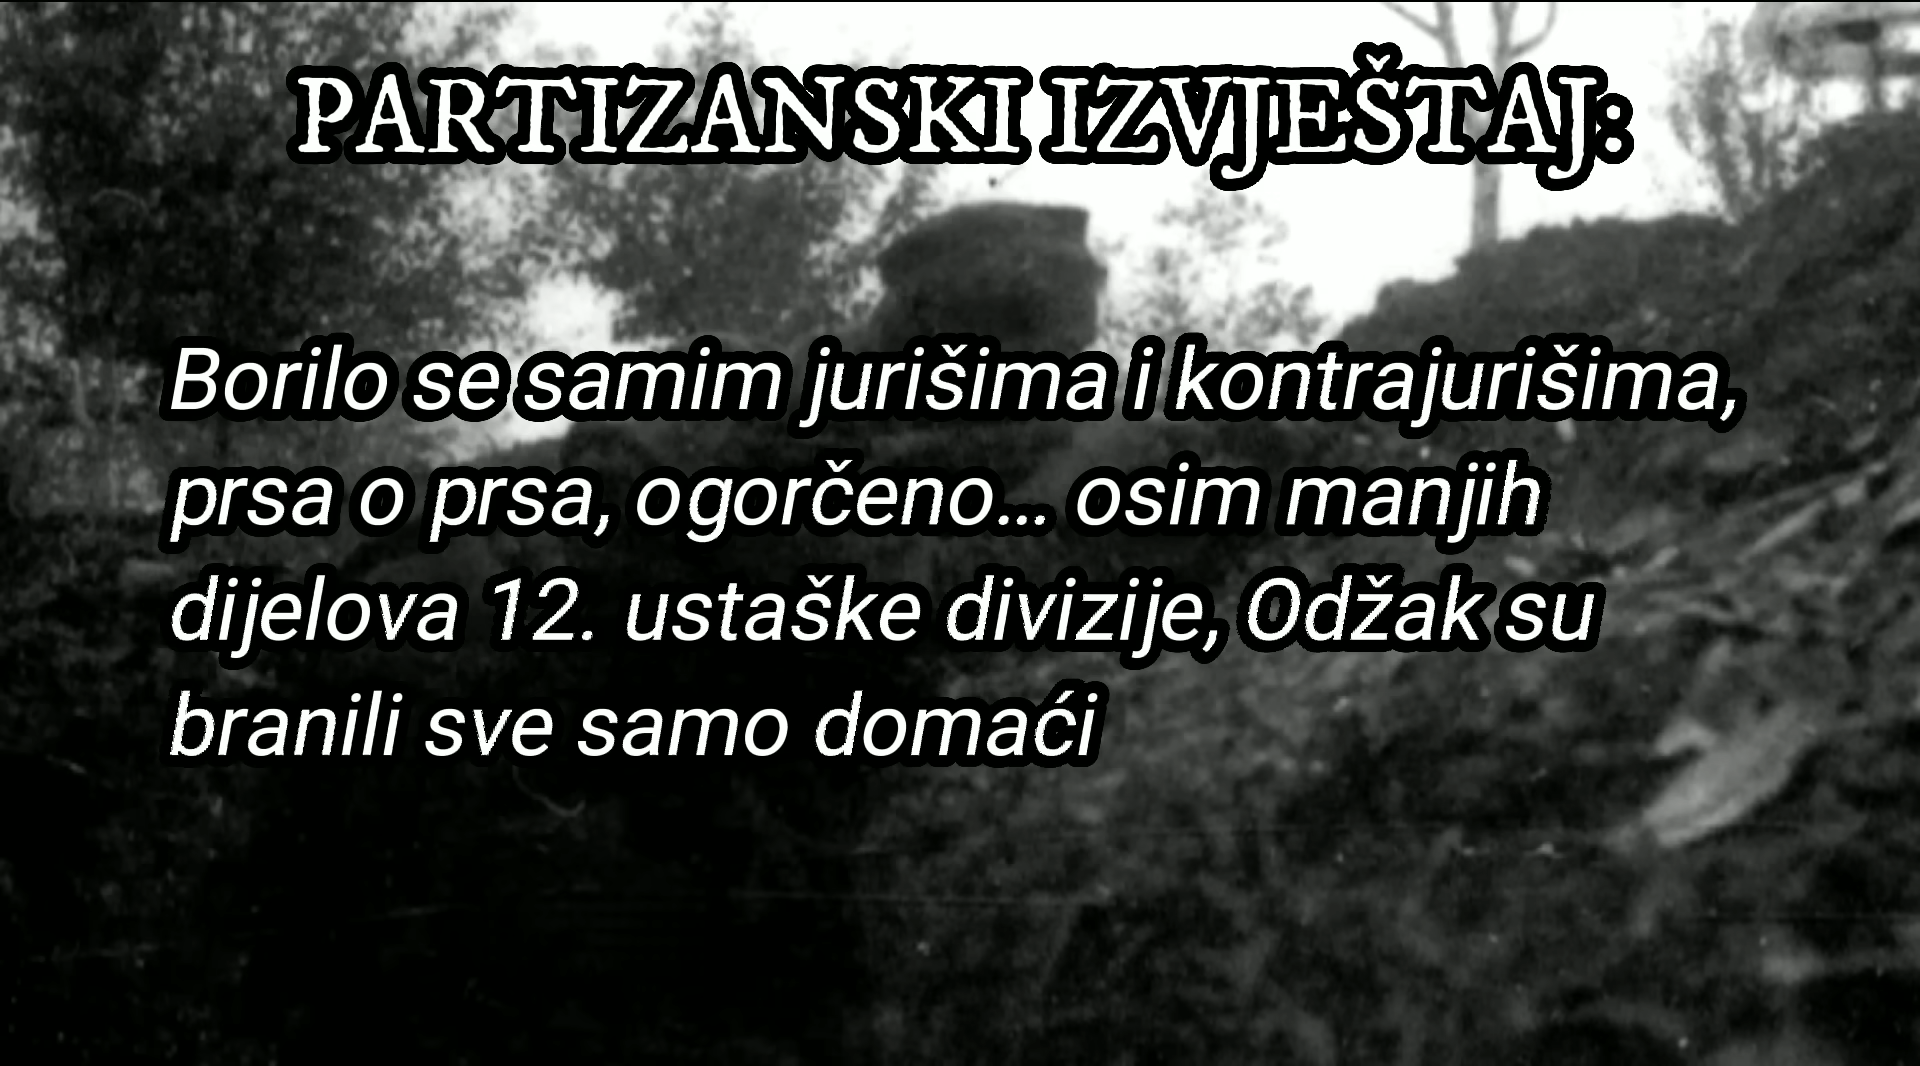 PARTIZANSKI IZVJEŠTAJ:
Borilo se samim jurišima i kontrajurišima,
prsa o prsa, ogorčeno... osim manjih
dijelova 12. ustaške divizije, Odžak su
branili sve samo domaći